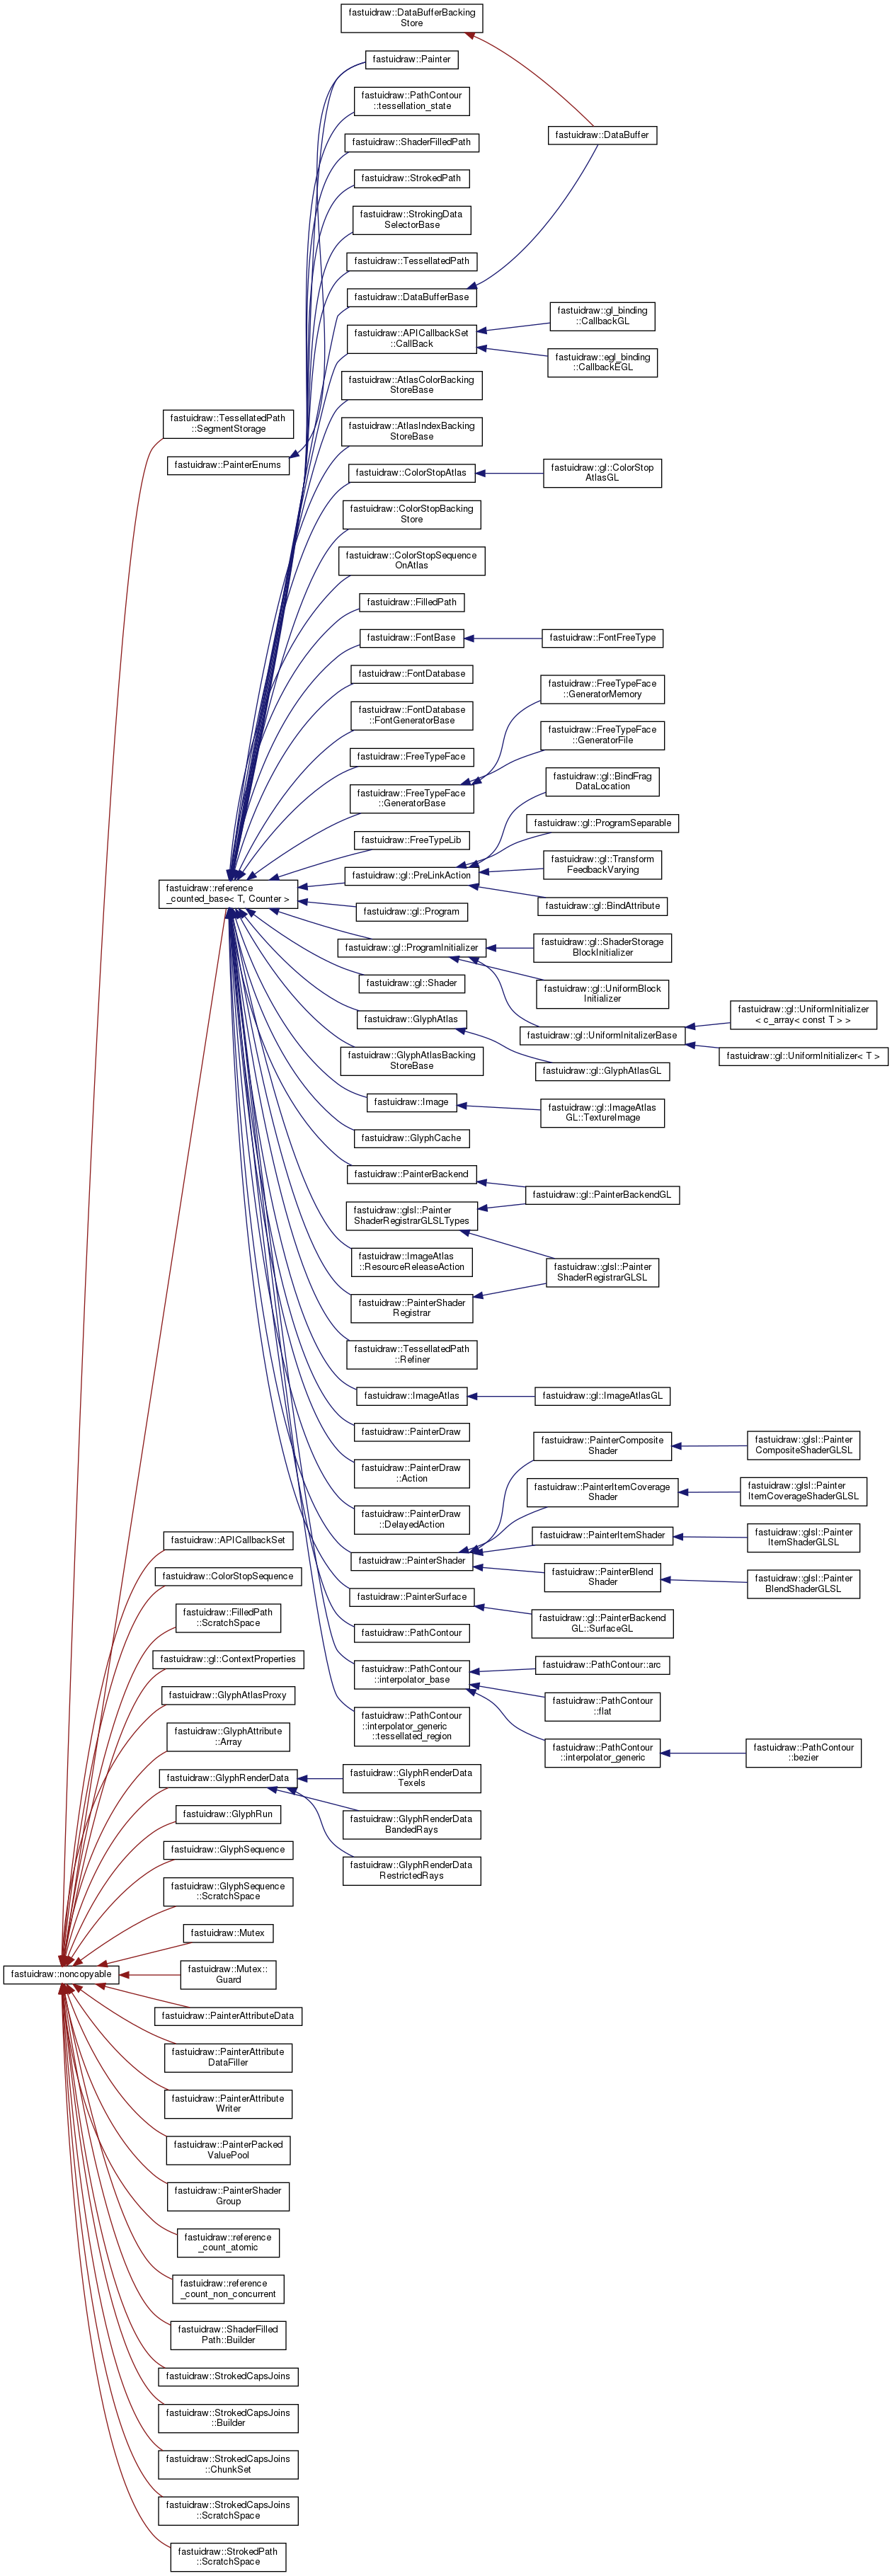 fastuidraw::DataBufferBacking
Store
fastuidraw::Painter
fastuidraw::PathContour
::tessellation_state
fastuidraw::DataBuffer
fastuidraw::ShaderFilledPath
fastuidraw::StrokedPath
fastuidraw::StrokingData
SelectorBase
fastuidraw::TessellatedPath
fastuidraw::DataBufferBase
fastuidraw::gl_binding
::CallbackGL
fastuidraw::APICallbackSet
::CallBack
fastuidraw::egl_binding
::CallbackEGL
fastuidraw::AtlasColorBacking
StoreBase
fastuidraw::TessellatedPath
::SegmentStorage
fastuidraw::AtlasIndexBacking
StoreBase
fastuidraw::PainterEnums
fastuidraw::ColorStopAtlas
fastuidraw::gl::ColorStop
AtlasGL
fastuidraw::ColorStopBacking
Store
fastuidraw::ColorStopSequence
OnAtlas
fastuidraw::FilledPath
fastuidraw::FontBase
fastuidraw::FontFreeType
fastuidraw::FontDatabase
fastuidraw::FreeTypeFace
::GeneratorMemory
fastuidraw::FontDatabase
::FontGeneratorBase
fastuidraw::FreeTypeFace
::GeneratorFile
fastuidraw::FreeTypeFace
fastuidraw::gl::BindFrag
DataLocation
fastuidraw::FreeTypeFace
::GeneratorBase
fastuidraw::gl::ProgramSeparable
fastuidraw::FreeTypeLib
fastuidraw::gl::Transform
FeedbackVarying
fastuidraw::gl::PreLinkAction
fastuidraw::reference
_counted_base< T, Counter >
fastuidraw::gl::BindAttribute
fastuidraw::gl::Program
fastuidraw::gl::ProgramInitializer
fastuidraw::gl::ShaderStorage
BlockInitializer
fastuidraw::gl::Shader
fastuidraw::gl::UniformBlock
Initializer
fastuidraw::GlyphAtlas
fastuidraw::gl::UniformInitalizerBase
fastuidraw::gl::UniformInitializer
< c_array< const T > >
fastuidraw::gl::UniformInitializer< T >
fastuidraw::GlyphAtlasBacking
StoreBase
fastuidraw::gl::GlyphAtlasGL
fastuidraw::Image
fastuidraw::gl::ImageAtlas
GL::TextureImage
fastuidraw::GlyphCache
fastuidraw::PainterBackend
fastuidraw::gl::PainterBackendGL
fastuidraw::glsl::Painter
ShaderRegistrarGLSLTypes
fastuidraw::ImageAtlas
::ResourceReleaseAction
fastuidraw::glsl::Painter
ShaderRegistrarGLSL
fastuidraw::PainterShader
Registrar
fastuidraw::TessellatedPath
::Refiner
fastuidraw::ImageAtlas
fastuidraw::gl::ImageAtlasGL
fastuidraw::PainterDraw
fastuidraw::PainterComposite
Shader
fastuidraw::glsl::Painter
CompositeShaderGLSL
fastuidraw::PainterDraw
::Action
fastuidraw::PainterItemCoverage
Shader
fastuidraw::glsl::Painter
ItemCoverageShaderGLSL
fastuidraw::PainterDraw
::DelayedAction
fastuidraw::PainterItemShader
fastuidraw::glsl::Painter
ItemShaderGLSL
fastuidraw::APICallbackSet
fastuidraw::PainterShader
fastuidraw::PainterBlend
Shader
fastuidraw::glsl::Painter
BlendShaderGLSL
fastuidraw::ColorStopSequence
fastuidraw::PainterSurface
fastuidraw::FilledPath
::ScratchSpace
fastuidraw::gl::PainterBackend
GL::SurfaceGL
fastuidraw::PathContour
fastuidraw::gl::ContextProperties
fastuidraw::PathContour
::interpolator_base
fastuidraw::PathContour::arc
fastuidraw::GlyphAtlasProxy
fastuidraw::PathContour
::flat
fastuidraw::PathContour
::interpolator_generic
::tessellated_region
fastuidraw::GlyphAttribute
::Array
fastuidraw::PathContour
::interpolator_generic
fastuidraw::PathContour
::bezier
fastuidraw::GlyphRenderData
fastuidraw::GlyphRenderData
Texels
fastuidraw::GlyphRun
fastuidraw::GlyphRenderData
BandedRays
fastuidraw::GlyphSequence
fastuidraw::GlyphRenderData
RestrictedRays
fastuidraw::GlyphSequence
::ScratchSpace
fastuidraw::Mutex
fastuidraw::noncopyable
fastuidraw::Mutex::
Guard
fastuidraw::PainterAttributeData
fastuidraw::PainterAttribute
DataFiller
fastuidraw::PainterAttribute
Writer
fastuidraw::PainterPacked
ValuePool
fastuidraw::PainterShader
Group
fastuidraw::reference
_count_atomic
fastuidraw::reference
_count_non_concurrent
fastuidraw::ShaderFilled
Path::Builder
fastuidraw::StrokedCapsJoins
fastuidraw::StrokedCapsJoins
::Builder
fastuidraw::StrokedCapsJoins
::ChunkSet
fastuidraw::StrokedCapsJoins
::ScratchSpace
fastuidraw::StrokedPath
::ScratchSpace